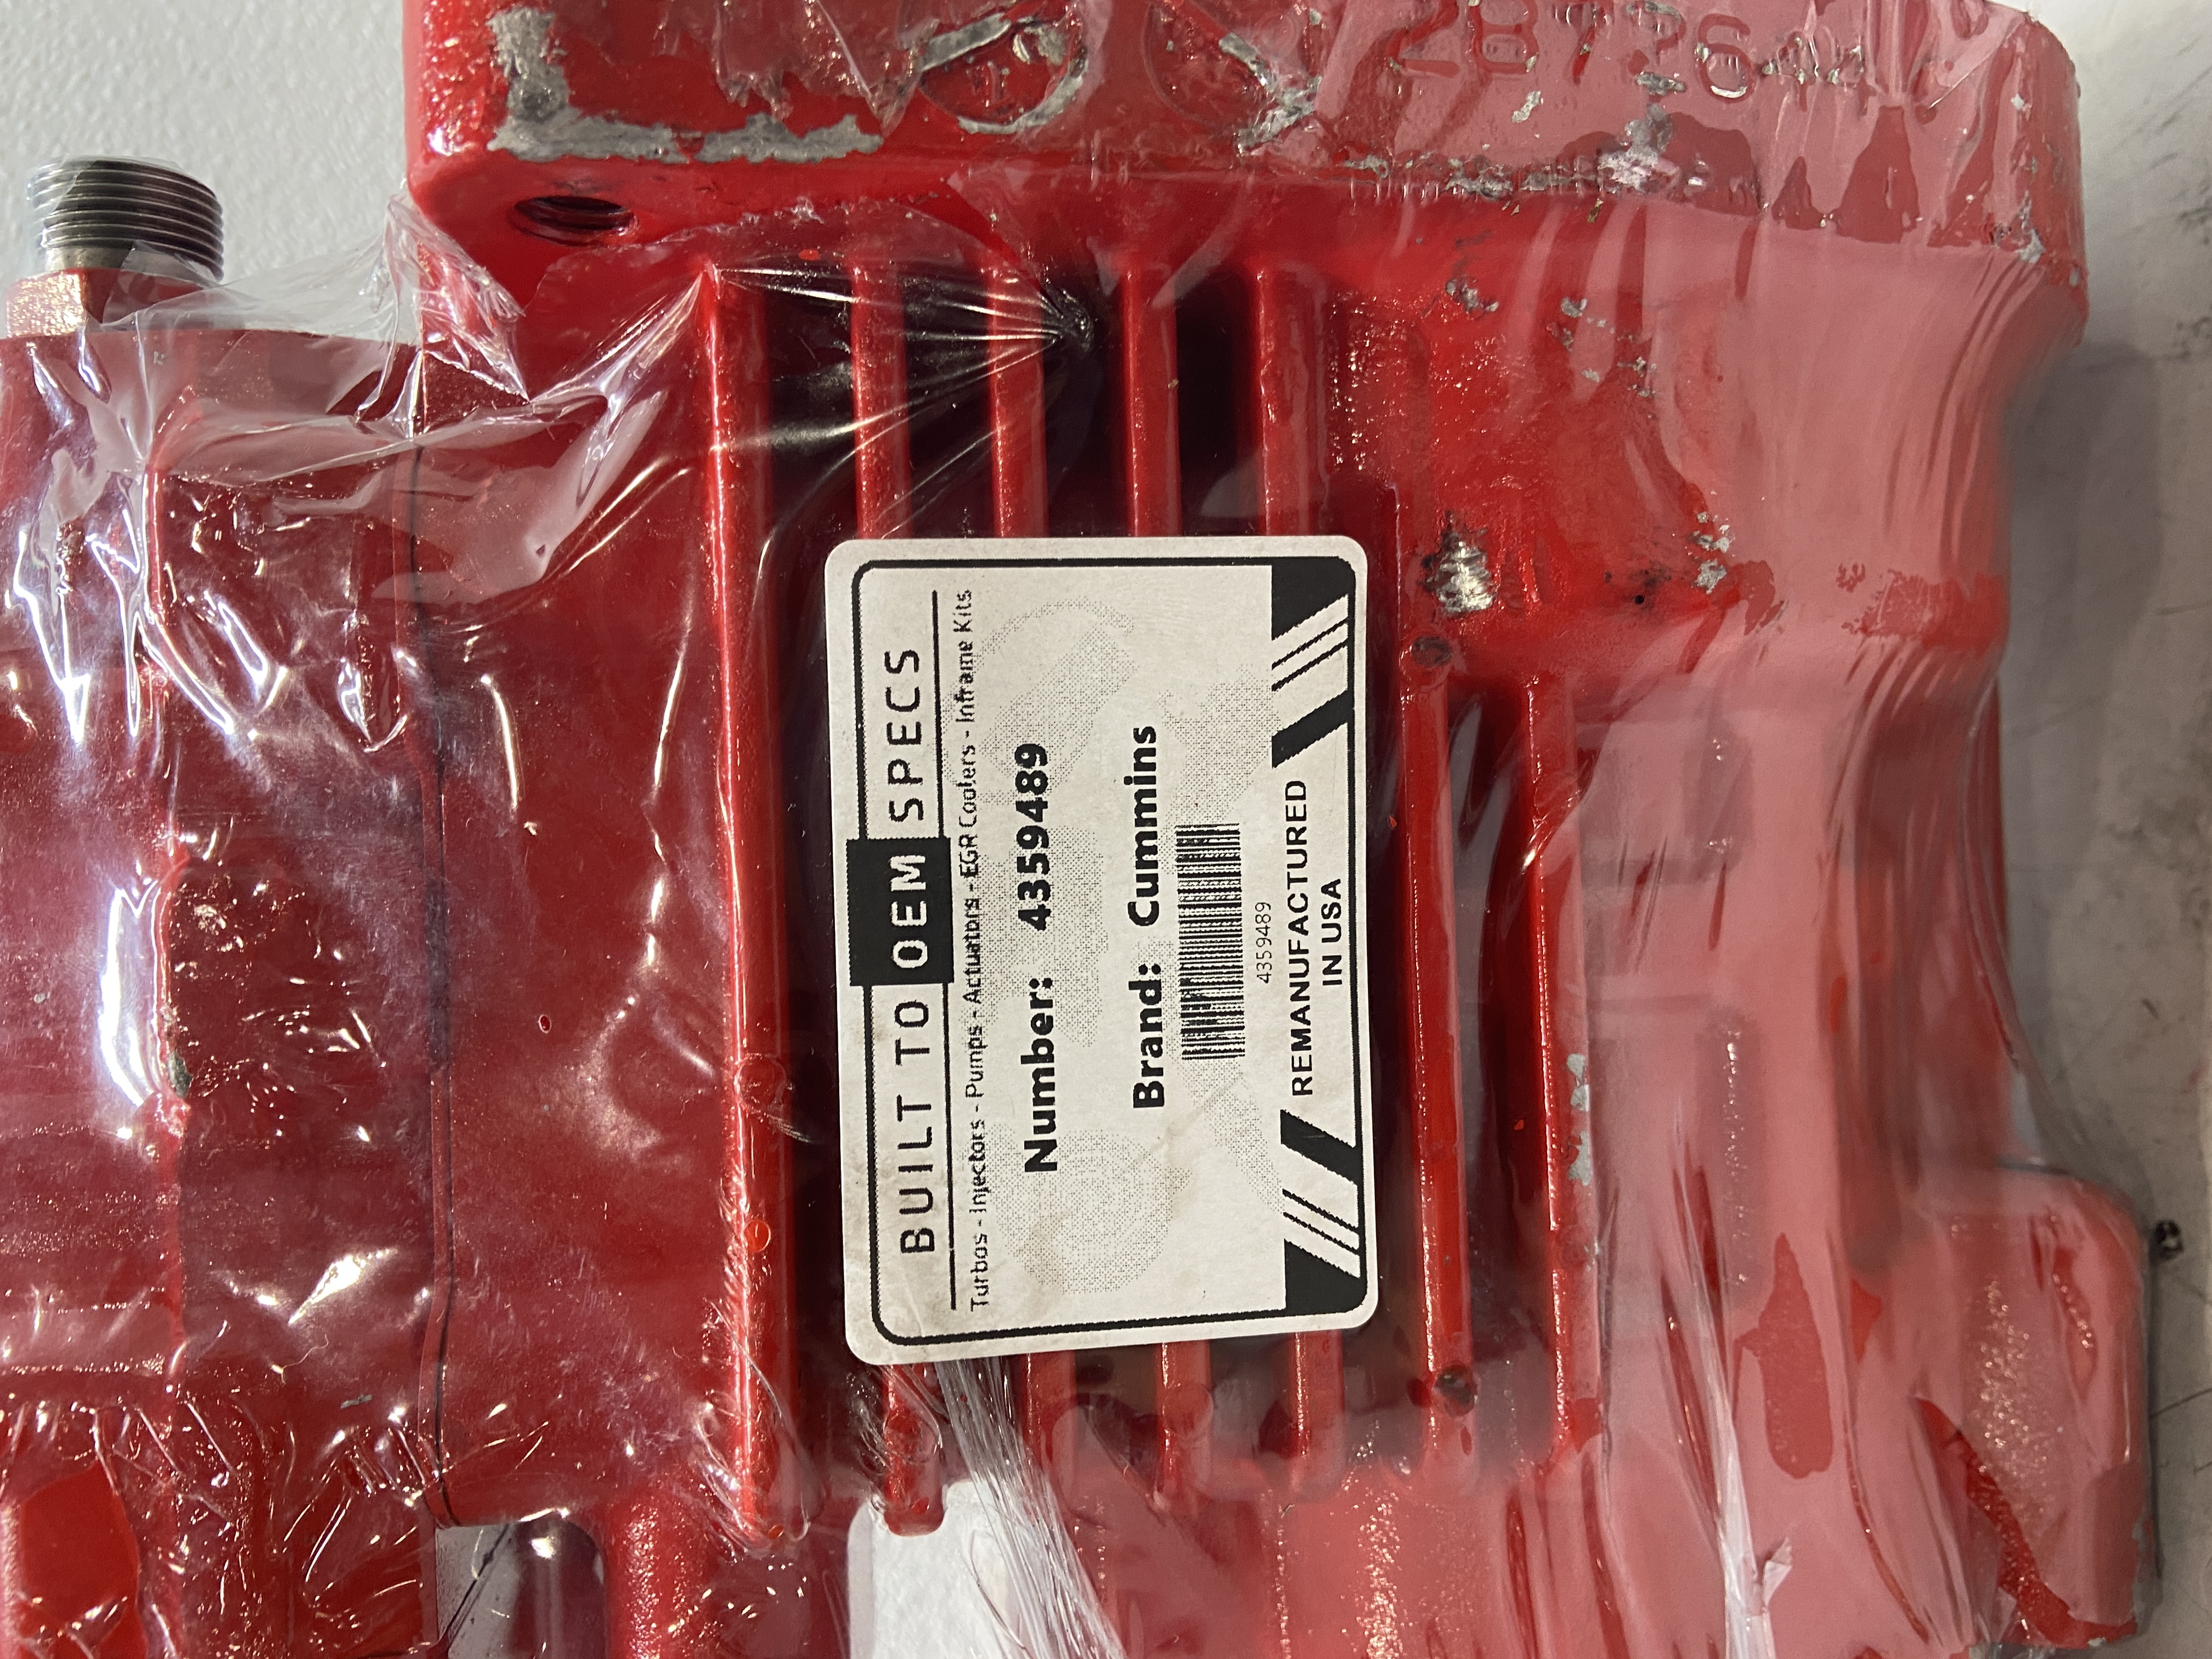 BUILT TO OEM SPECS
Turbos - Injectors - Pumps - Actuators - EGR Coolers - Inframe Kits
Number: 4359489
Brand: Cummins
4359489
REMANUFACTURED
IN USA